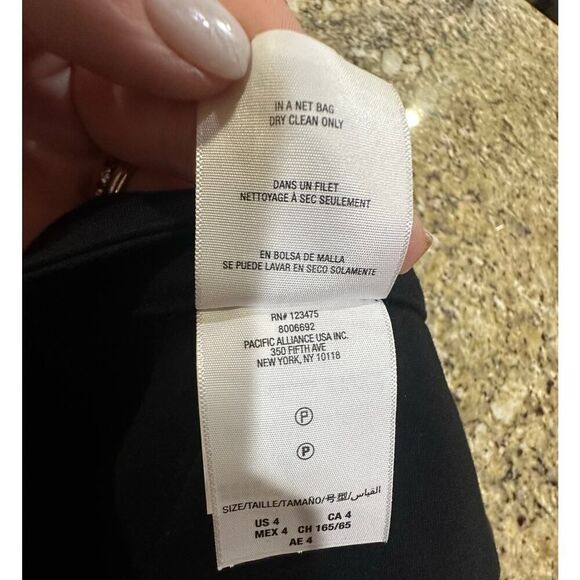 IN A NET BAG
DRY CLEAN ONLY
DANS UN FILET
NETTOYAGE À SEC SEULEMENT
EN BOLSA DE MALLA
SE PUEDE LAVAR EN SECO SOLAMENTE
RN# 123475
8006692
PACIFIC ALLIANCE USA INC.
350 FIFTH AVE
NEW YORK, NY 10118
P
P
SIZE/TAILLE/TAMAÑO/号型/القياس
US 4 CA 4
MEX 4 CH 165/65
AE 4